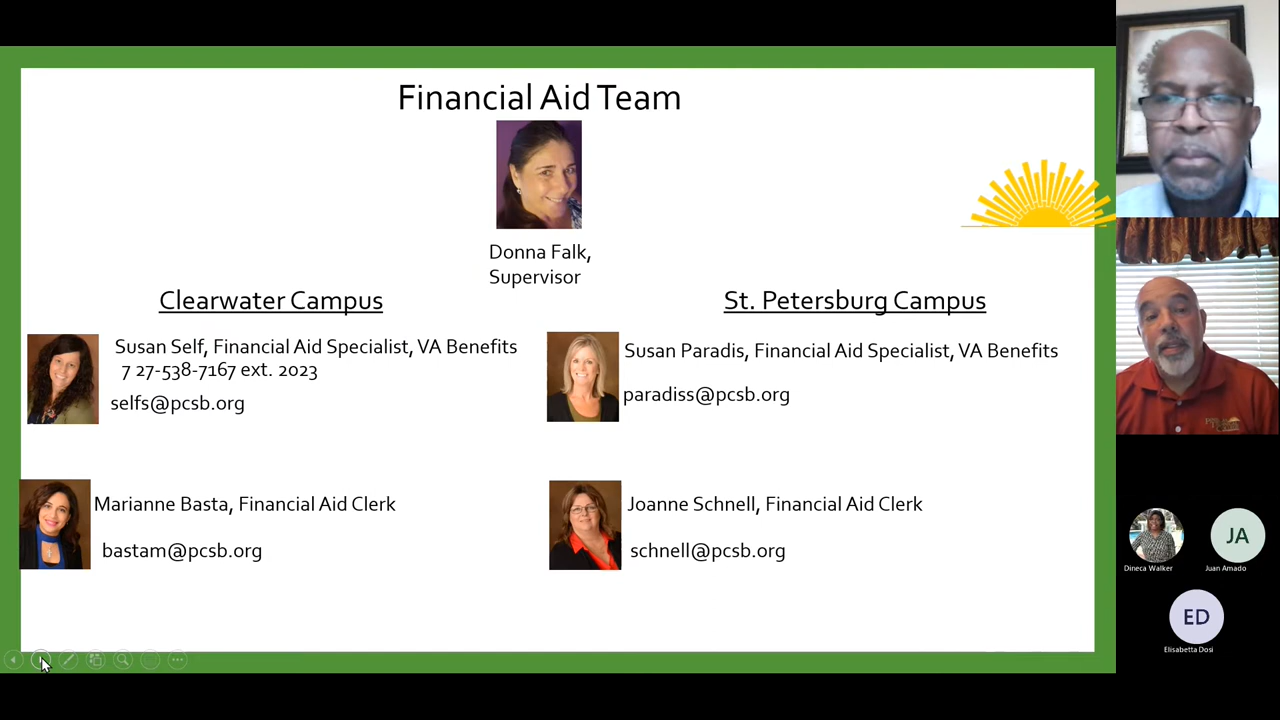 Financial Aid Team
Donna Falk,
Supervisor
Clearwater Campus
Susan Self, Financial Aid Specialist, VA Benefits
7 27-538-7167 ext. 2023
selfs@pcsb.org
Marianne Basta, Financial Aid Clerk
bastam@pcsb.org
St. Petersburg Campus
Susan Paradis, Financial Aid Specialist, VA Benefits
paradiss@pcsb.org
Joanne Schnell, Financial Aid Clerk
schnell@pcsb.org
JA
Dineca Walker
Juan Amado
ED
Elisabetta Dosi